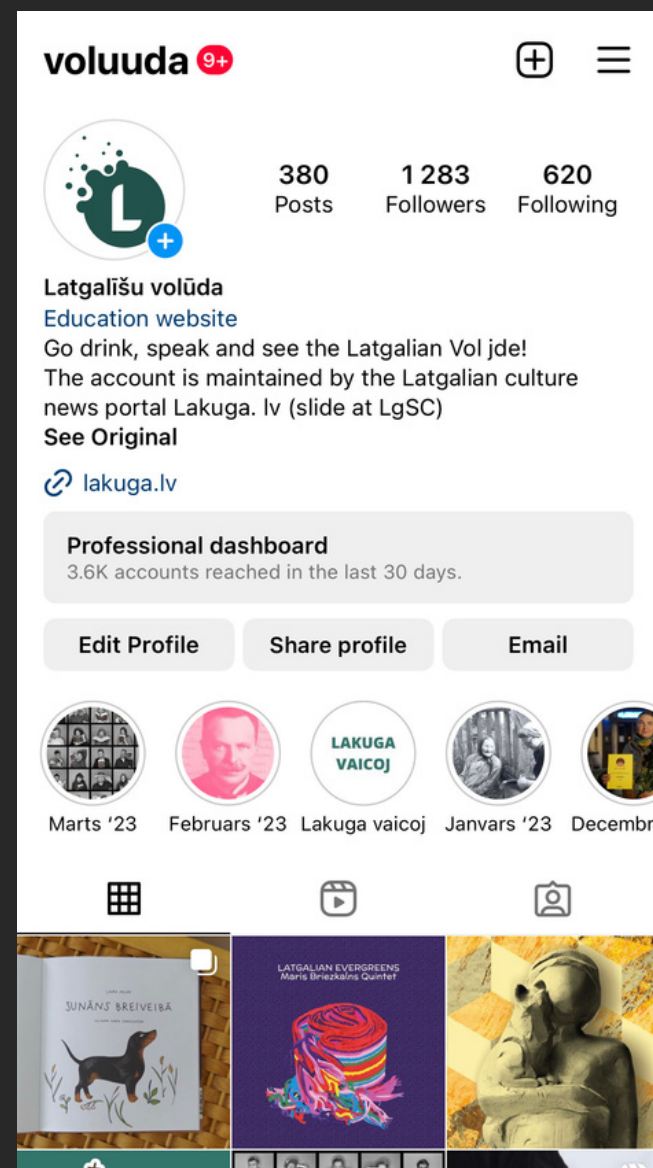 voluuda 9+
380 1 283 620
Posts Followers Following
L
Latgalīšu volūda
Education website
Go drink, speak and see the Latgalian Vol jde!
The account is maintained by the Latgalian culture
news portal Lakuga. lv (slide at LgSC)
See Original
lakuga.lv
Professional dashboard
3.6K accounts reached in the last 30 days.
Edit Profile Share profile Email
LAKUGA
VAICOJ
Marts ‘23 Februars ‘23 Lakuga vaicoj Janvars ‘23 Decembr
SUNĀNS BREIVEIBĀ
LATGALIAN EVERGREENS
Maris Briezkalns Quintet